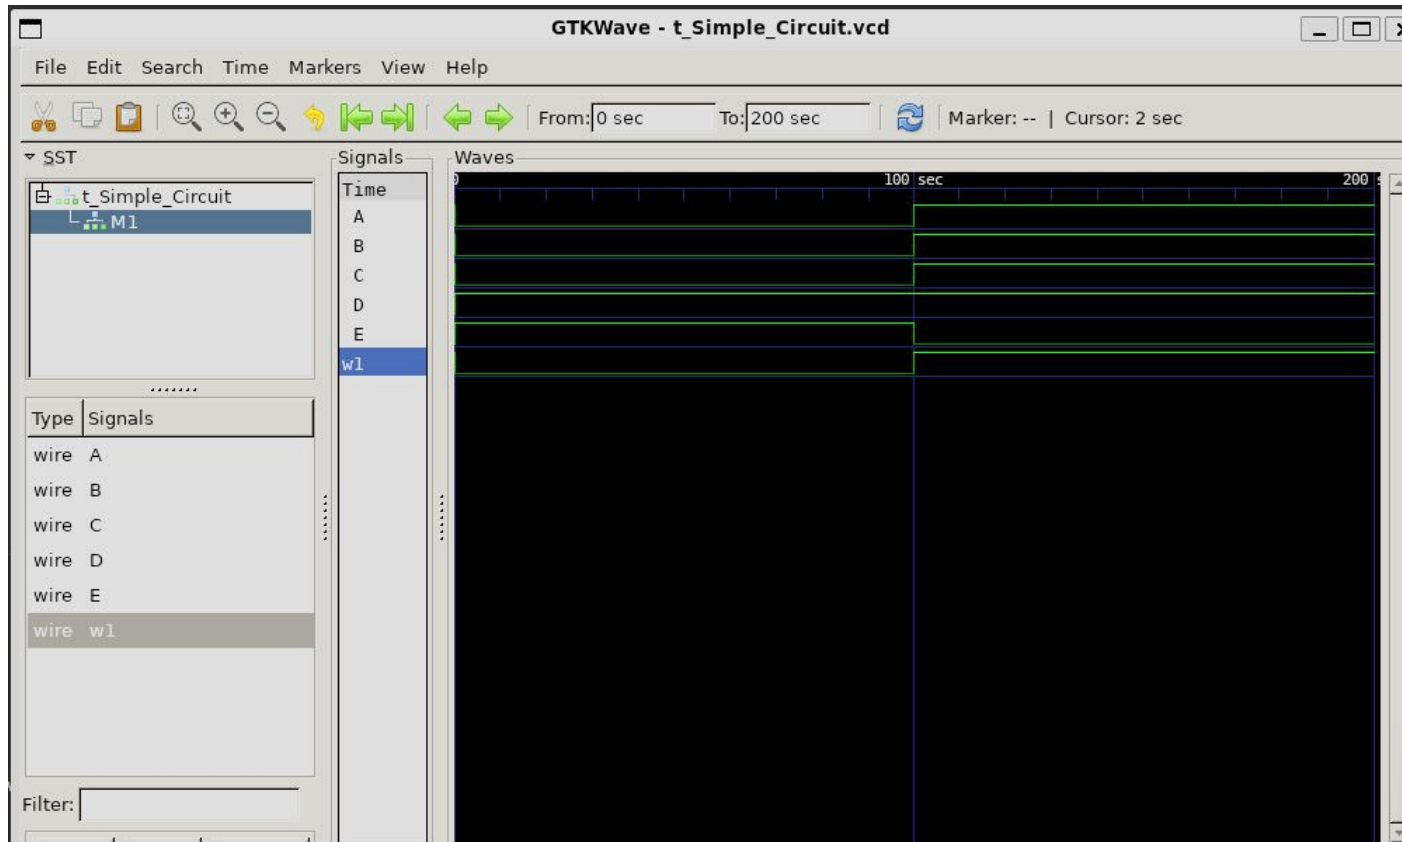 GTKWave - t_Simple_Circuit.vcd
File Edit Search Time Markers View Help
From: 0 sec To: 200 sec Marker: -- | Cursor: 2 sec
SST
t_Simple_Circuit
M1
Type Signals
wire A
wire B
wire C
wire D
wire E
wire w1
Filter:
Signals
Time
A
B
C
D
E
w1
Waves
0 100 sec 200 s